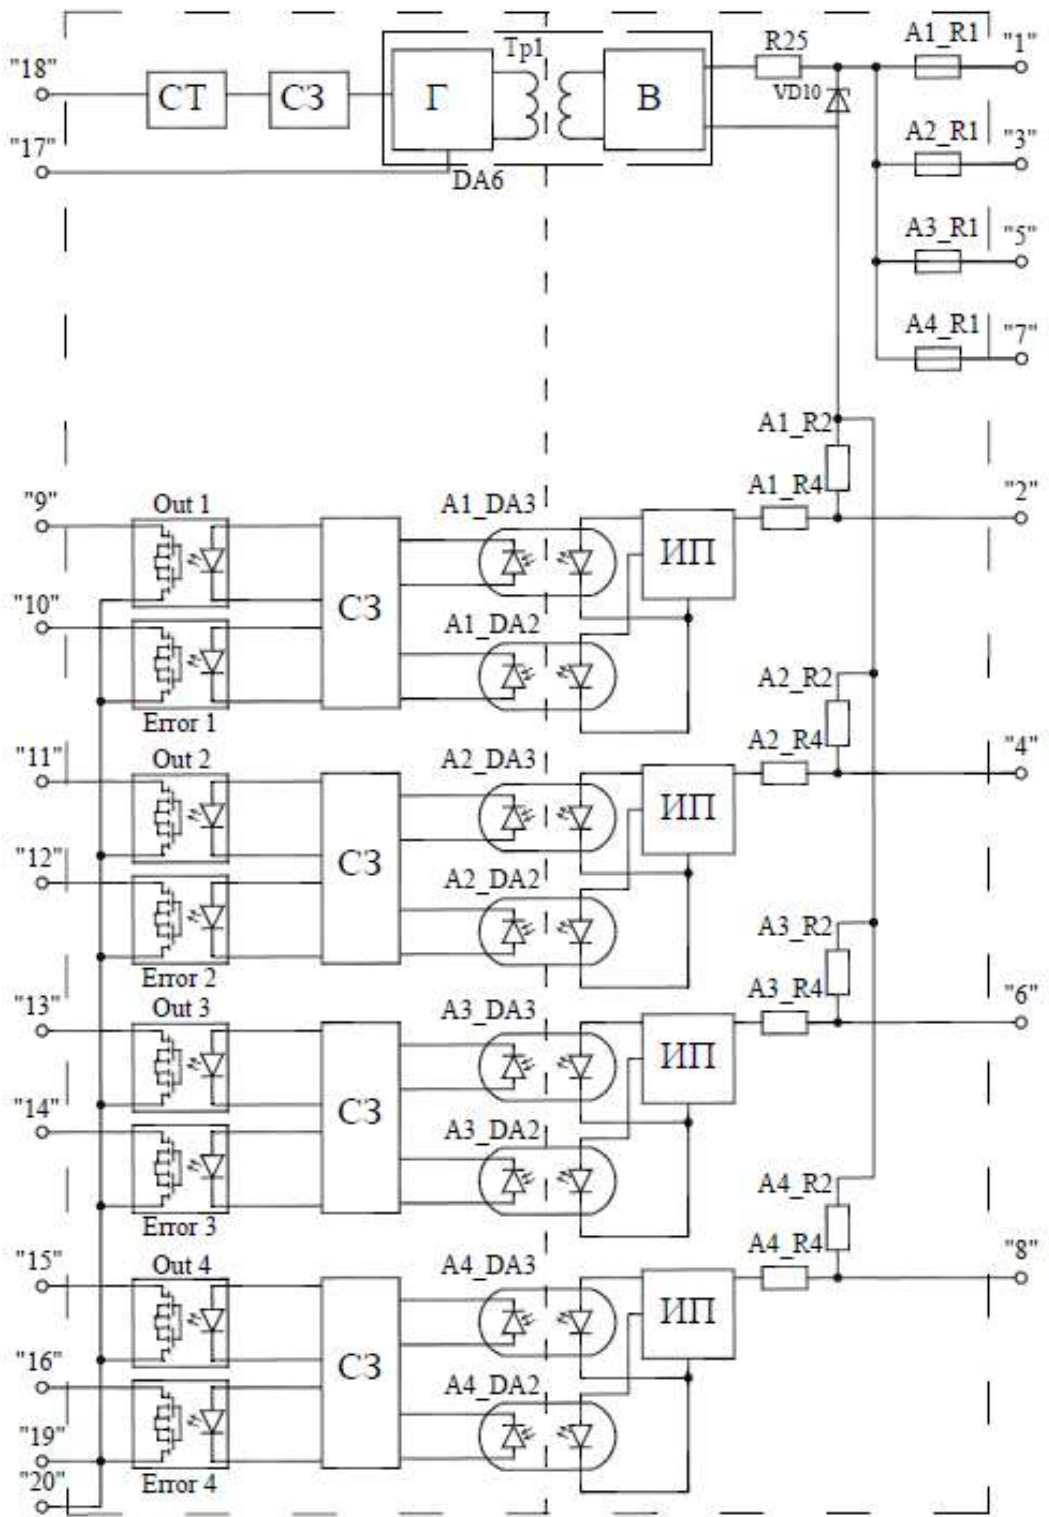 "18"
СТ
СЗ
Г
Тр1
В
R25
VD10
A1_R1
"1"
"17"
DA6
A2_R1
"3"
A3_R1
"5"
A4_R1
"7"
A1_R2
"9"
Out 1
A1_DA3
A1_R4
"2"
ИП
"10"
СЗ
A1_DA2
Error 1
A2_R2
"11"
Out 2
A2_DA3
A2_R4
"4"
ИП
"12"
СЗ
A2_DA2
Error 2
A3_R2
"13"
Out 3
A3_DA3
A3_R4
"6"
ИП
"14"
СЗ
A3_DA2
Error 3
A4_R2
"15"
Out 4
A4_DA3
A4_R4
"8"
ИП
"16"
СЗ
A4_DA2
"19"
"20"
Error 4